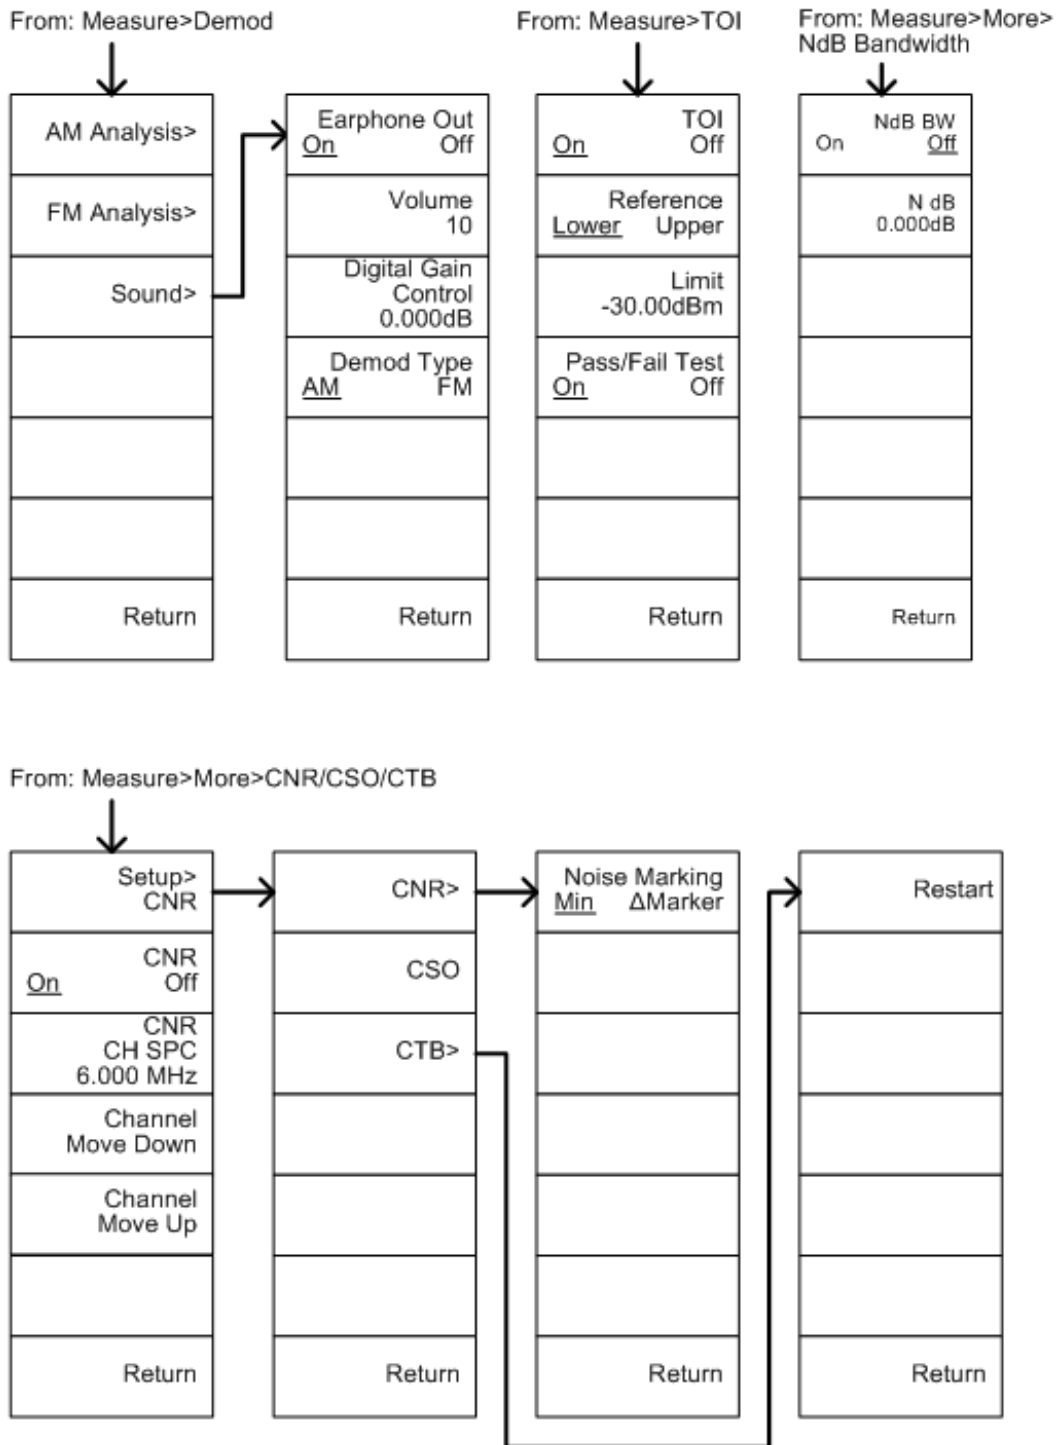 From: Measure>Demod
AM Analysis>
FM Analysis>
Sound>
Return
Earphone Out
On Off
Volume
10
Digital Gain
Control
0.000dB
Demod Type
AM FM
Return
From: Measure>TOI
TOI
On Off
Reference
Lower Upper
Limit
-30.00dBm
Pass/Fail Test
On Off
Return
From: Measure>More>
NdB Bandwidth
NdB BW
On Off
N dB
0.000dB
Return
From: Measure>More>CNR/CSO/CTB
Setup>
CNR
CNR
On Off
CNR
CH SPC
6.000 MHz
Channel
Move Down
Channel
Move Up
Return
CNR>
CSO
CTB>
Return
Noise Marking
Min ΔMarker
Return
Restart
Return